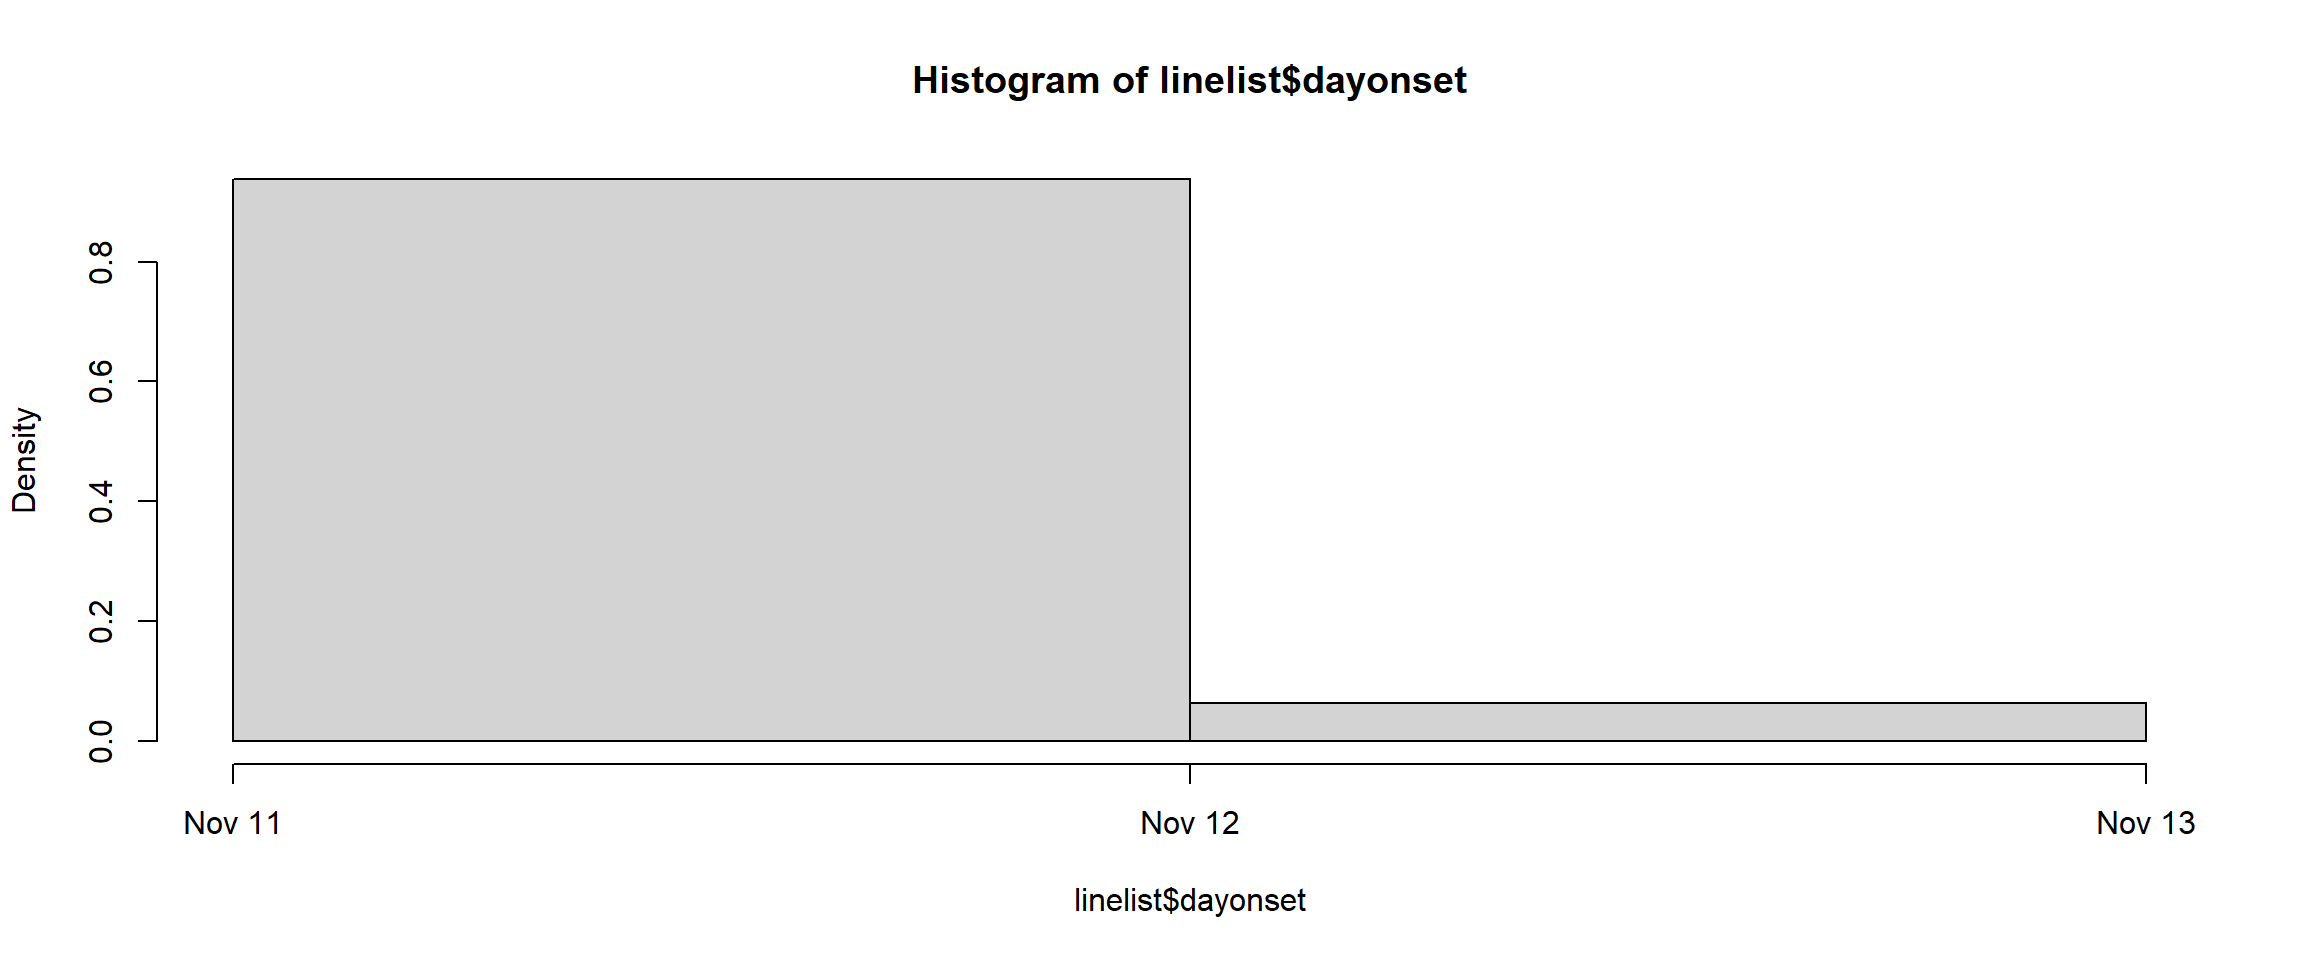 Histogram of linelist$dayonset
Density
0.8
0.6
0.4
0.2
0.0
Nov 11
Nov 12
Nov 13
linelist$dayonset